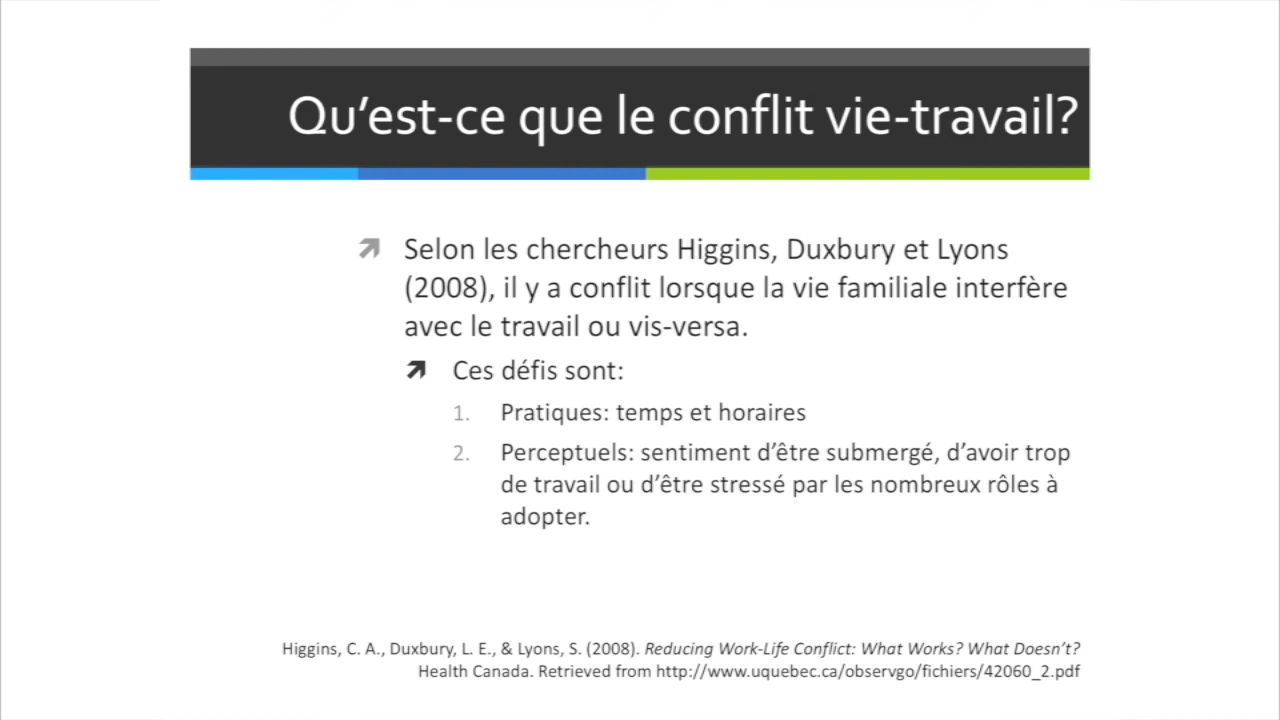 Qu’est-ce que le conflit vie-travail?
Selon les chercheurs Higgins, Duxbury et Lyons
(2008), il y a conflit lorsque la vie familiale interfère
avec le travail ou vis-versa.
Ces défis sont:
1. Pratiques: temps et horaires
2. Perceptuels: sentiment d’être submergé, d’avoir trop
de travail ou d’être stressé par les nombreux rôles à
adopter.
Higgins, C. A., Duxbury, L. E., & Lyons, S. (2008). Reducing Work-Life Conflict: What Works? What Doesn’t?
Health Canada. Retrieved from http://www.uquebec.ca/observgo/fichiers/42060_2.pdf